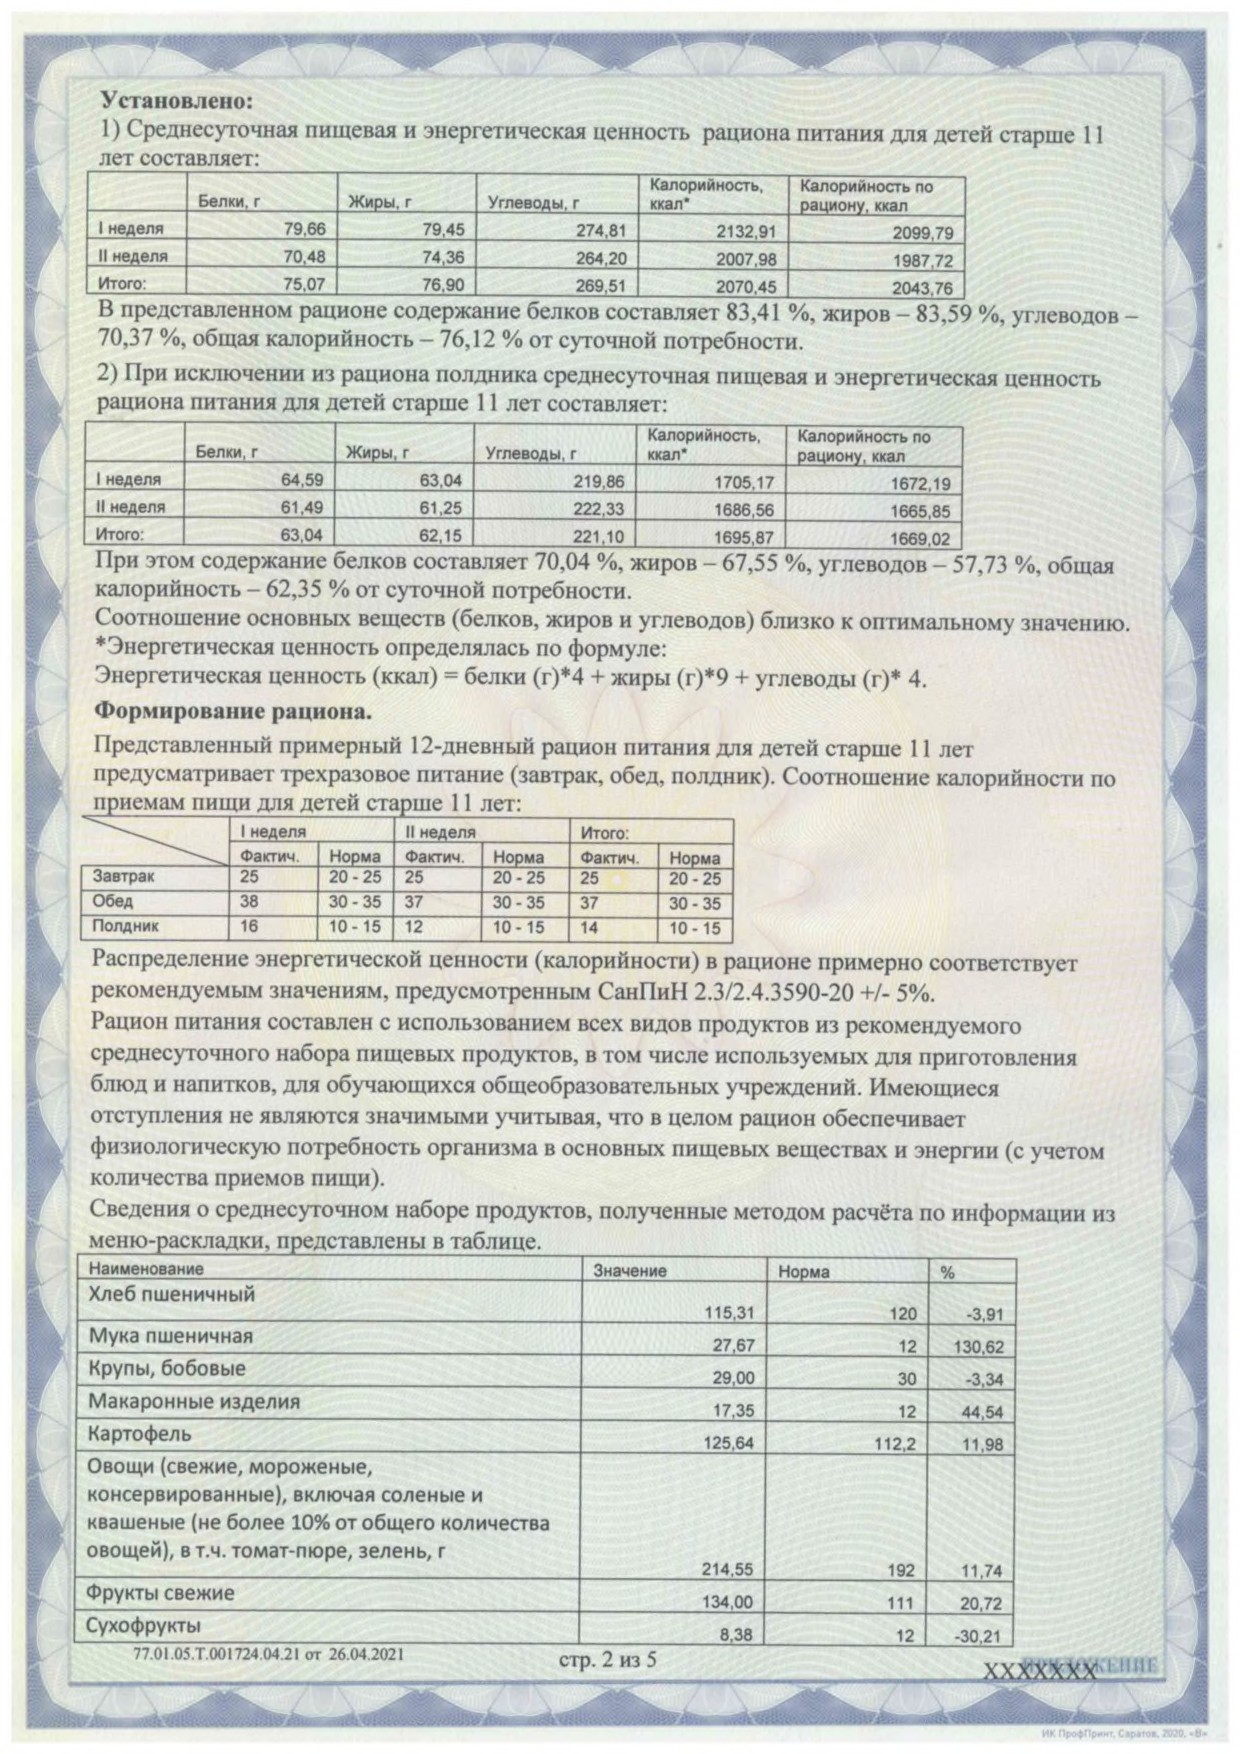 Установлено:
1) Среднесуточная пищевая и энергетическая ценность рациона питания для детей старше 11
лет составляет:
Белки, г Жиры, г Углеводы, г Калорийность, ккал* Калорийность по рациону, ккал
I неделя 79,66 79,45 274,81 2132,91 2099,79
II неделя 70,48 74,36 264,20 2007,98 1987,72
Итого: 75,07 76,90 269,51 2070,45 2043,76
В представленном рационе содержание белков составляет 83,41 %, жиров – 83,59 %, углеводов –
70,37 %, общая калорийность – 76,12 % от суточной потребности.
2) При исключении из рациона полдника среднесуточная пищевая и энергетическая ценность
рациона питания для детей старше 11 лет составляет:
Белки, г Жиры, г Углеводы, г Калорийность, ккал* Калорийность по рациону, ккал
I неделя 64,59 63,04 219,86 1705,17 1672,19
II неделя 61,49 61,25 222,33 1686,56 1665,85
Итого: 63,04 62,15 221,10 1695,87 1669,02
При этом содержание белков составляет 70,04 %, жиров – 67,55 %, углеводов – 57,73 %, общая
калорийность – 62,35 % от суточной потребности.
Соотношение основных веществ (белков, жиров и углеводов) близко к оптимальному значению.
*Энергетическая ценность определялась по формуле:
Энергетическая ценность (ккал) = белки (г)*4 + жиры (г)*9 + углеводы (г)* 4.
Формирование рациона.
Представленный примерный 12-дневный рацион питания для детей старше 11 лет
предусматривает трехразовое питание (завтрак, обед, полдник). Соотношение калорийности по
приемам пищи для детей старше 11 лет:
I неделя II неделя Итого:
Фактич. Норма Фактич. Норма Фактич. Норма
Завтрак 25 20 - 25 25 20 - 25 25 20 - 25
Обед 38 30 - 35 37 30 - 35 37 30 - 35
Полдник 16 10 - 15 12 10 - 15 14 10 - 15
Распределение энергетической ценности (калорийности) в рационе примерно соответствует
рекомендуемым значениям, предусмотренным СанПиН 2.3/2.4.3590-20 +/- 5%.
Рацион питания составлен с использованием всех видов продуктов из рекомендуемого
среднесуточного набора пищевых продуктов, в том числе используемых для приготовления
блюд и напитков, для обучающихся общеобразовательных учреждений. Имеющиеся
отступления не являются значимыми учитывая, что в целом рацион обеспечивает
физиологическую потребность организма в основных пищевых веществах и энергии (с учетом
количества приемов пищи).
Сведения о среднесуточном наборе продуктов, полученные методом расчёта по информации из
меню-раскладки, представлены в таблице.
Наименование Значение Норма %
Хлеб пшеничный 115,31 120 -3,91
Мука пшеничная 27,67 12 130,62
Крупы, бобовые 29,00 30 -3,34
Макаронные изделия 17,35 12 44,54
Картофель 125,64 112,2 11,98
Овощи (свежие, мороженые,
консервированные), включая соленые и
квашеные (не более 10% от общего количества
овощей), в т.ч. томат-пюре, зелень, г 214,55 192 11,74
Фрукты свежие 134,00 111 20,72
Сухофрукты 8,38 12 -30,21
77.01.05.Т.001724.04.21 от 26.04.2021 стр. 2 из 5
XXXXXXX ПРИЛОЖЕНИЕ
ИК ПрофПринт, Саратов, 2020, «В»